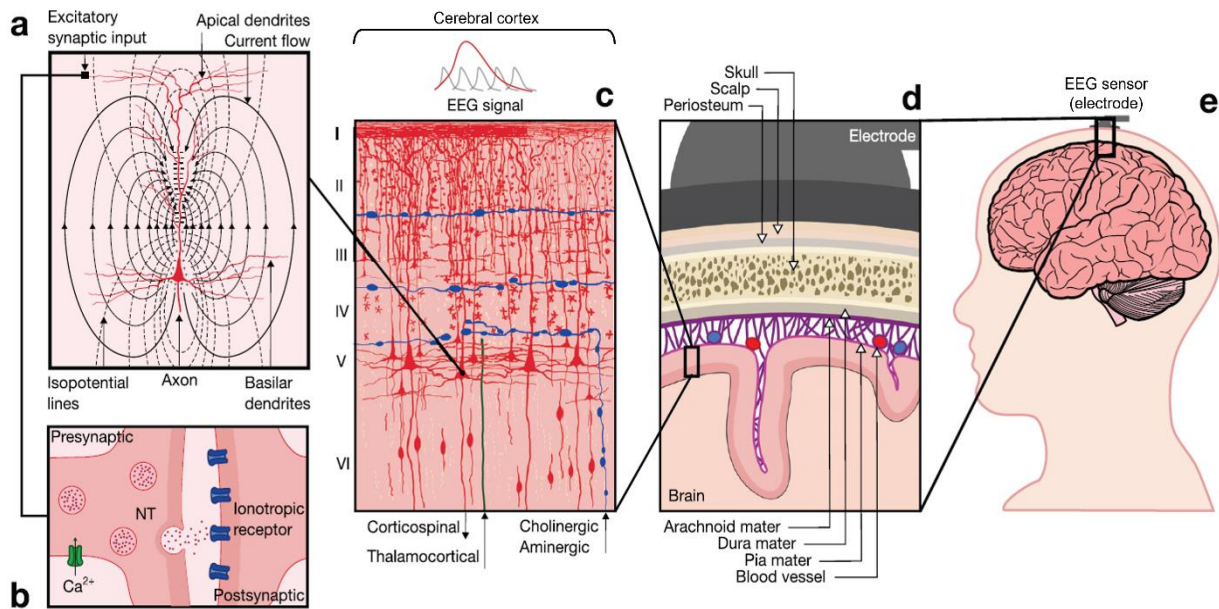 a
Excitatory
synaptic input
Apical dendrites
Current flow
Isopotential
lines
Axon
Basilar
dendrites
Presynaptic
NT
Ionotropic
receptor
Ca²⁺
Postsynaptic
b
Cerebral cortex
EEG signal
c
I
II
III
IV
V
VI
Corticospinal
Thalamocortical
Cholinergic
Aminergic
Skull
Scalp
Periosteum
d
Electrode
Brain
Arachnoid mater
Dura mater
Pia mater
Blood vessel
EEG sensor
(electrode)
e